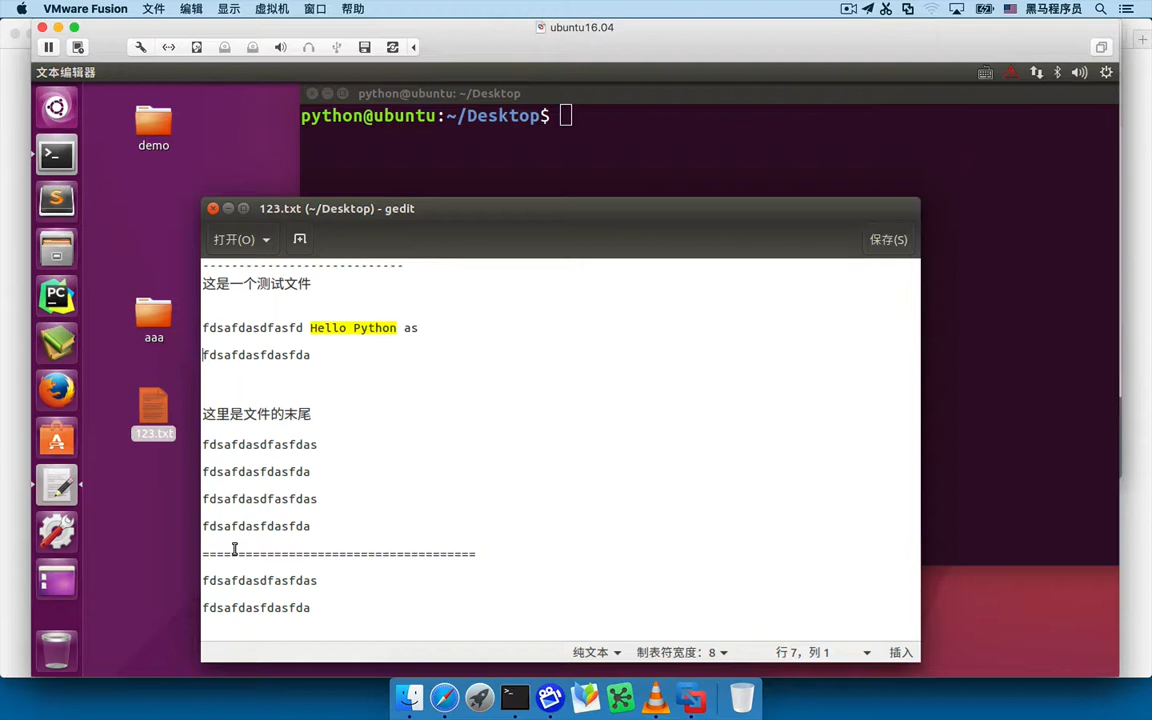 VMware Fusion 文件 编辑 显示 虚拟机 窗口 帮助 黑马程序员
ubuntu16.04
文本编辑器
python@ubuntu: ~/Desktop
python@ubuntu:~/Desktop$
demo
aaa
123.txt
123.txt (~/Desktop) - gedit
打开(O) 保存(S)
---------------------------
这是一个测试文件
fdsafdasdfasfd Hello Python as
fdsafdasfdasfda
这里是文件的末尾
fdsafdasdfasfdas
fdsafdasfdasfda
fdsafdasdfasfdas
fdsafdasfdasfda
======================================
fdsafdasdfasfdas
fdsafdasfdasfda
纯文本 制表符宽度：8 行 7，列 1 插入